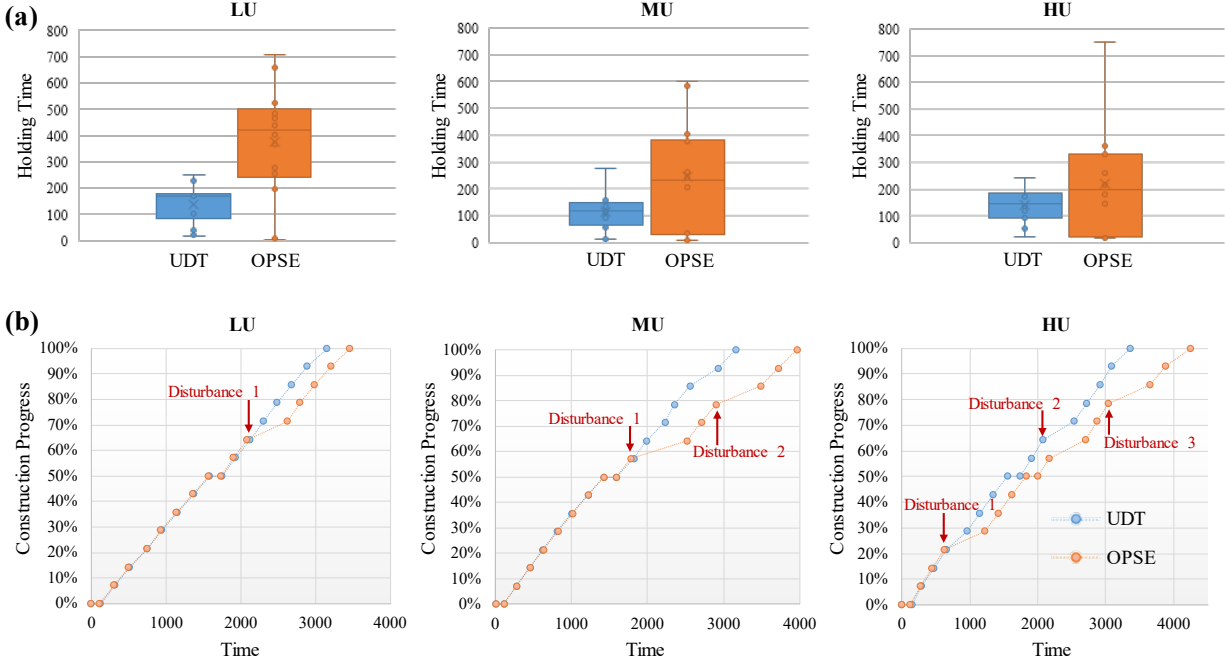 (a)
LU
MU
HU
Holding Time
800
700
600
500
400
300
200
100
0
UDT OPSE
Holding Time
800
700
600
500
400
300
200
100
0
UDT OPSE
Holding Time
800
700
600
500
400
300
200
100
0
UDT OPSE
(b)
LU
MU
HU
Construction Progress
100%
90%
80%
70%
60%
50%
40%
30%
20%
10%
0%
Disturbance 1
0 1000 2000 3000 4000
Time
Construction Progress
100%
90%
80%
70%
60%
50%
40%
30%
20%
10%
0%
Disturbance 1
Disturbance 2
0 1000 2000 3000 4000
Time
Construction Progress
100%
90%
80%
70%
60%
50%
40%
30%
20%
10%
0%
Disturbance 2
Disturbance 3
Disturbance 1
UDT
OPSE
0 1000 2000 3000 4000
Time